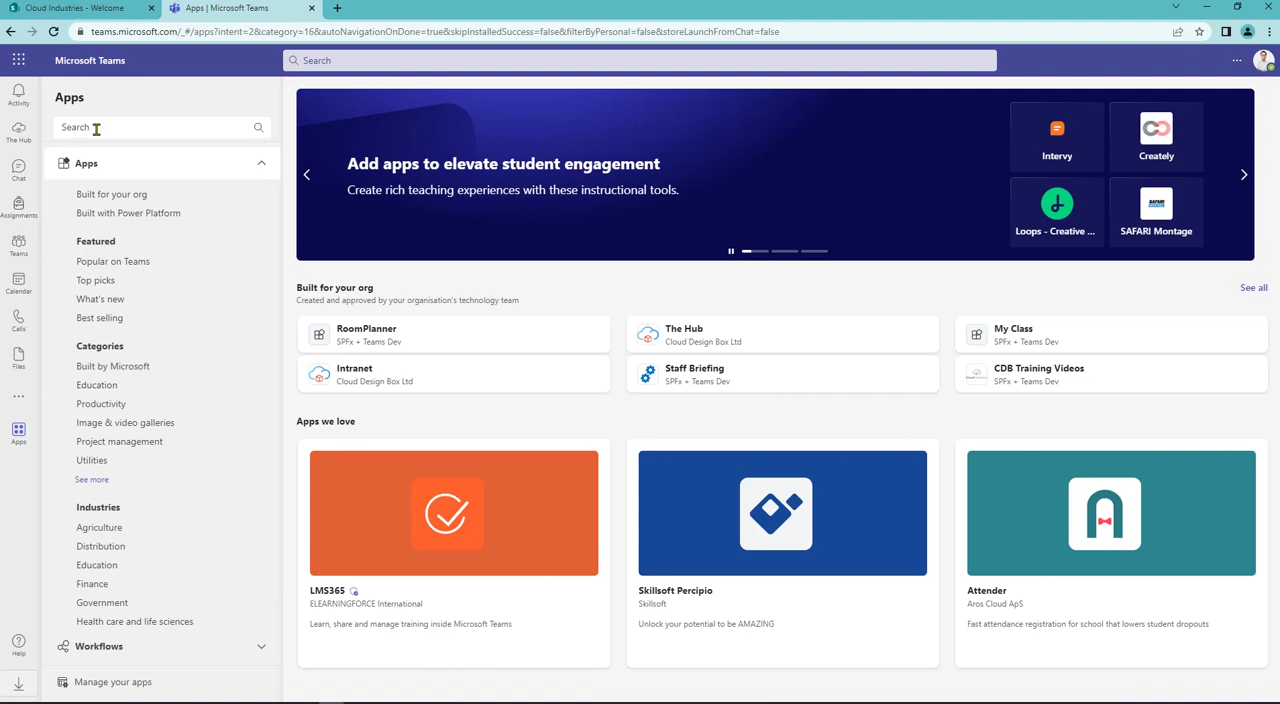 Cloud Industries - Welcome
Apps | Microsoft Teams
teams.microsoft.com/_#/apps?intent=2&category=16&autoNavigationOnDone=true&skipInstalledSuccess=false&filterByPersonal=false&storeLaunchFromChat=false
Microsoft Teams
Search
Activity
The Hub
Chat
Assignments
Teams
Calendar
Calls
Files
Apps
Help
Apps
Search
Apps
Built for your org
Built with Power Platform
Featured
Popular on Teams
Top picks
What's new
Best selling
Categories
Built by Microsoft
Education
Productivity
Image & video galleries
Project management
Utilities
See more
Industries
Agriculture
Distribution
Education
Finance
Government
Health care and life sciences
Workflows
Manage your apps
Add apps to elevate student engagement
Create rich teaching experiences with these instructional tools.
Intervy
Creately
Loops - Creative ...
SAFARI MONTAGE
SAFARI Montage
Built for your org
See all
Created and approved by your organisation's technology team
RoomPlanner
SPFx + Teams Dev
The Hub
Cloud Design Box Ltd
My Class
SPFx + Teams Dev
Intranet
Cloud Design Box Ltd
Staff Briefing
SPFx + Teams Dev
CDB Training Videos
SPFx + Teams Dev
Apps we love
LMS365
ELEARNINGFORCE International
Learn, share and manage training inside Microsoft Teams
Skillsoft Percipio
Skillsoft
Unlock your potential to be AMAZING
Attender
Aros Cloud ApS
Fast attendance registration for school that lowers student dropouts